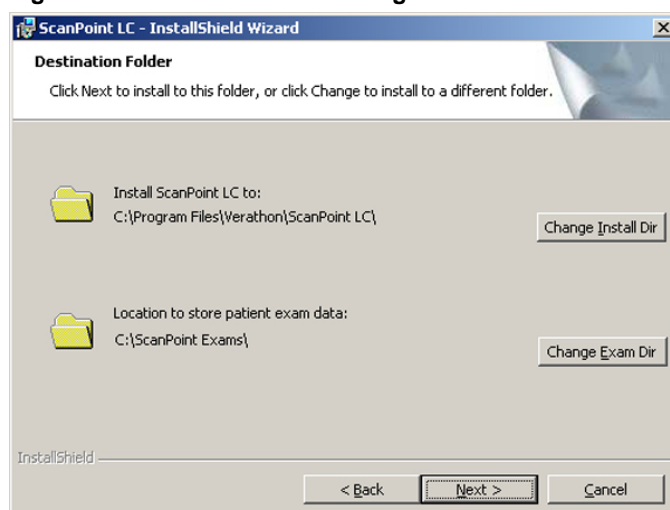 ScanPoint LC - InstallShield Wizard
Destination Folder
Click Next to install to this folder, or click Change to install to a different folder.
Install ScanPoint LC to:
C:\Program Files\Verathon\ScanPoint LC\
Change Install Dir
Location to store patient exam data:
C:\ScanPoint Exams\
Change Exam Dir
InstallShield
< Back
Next >
Cancel